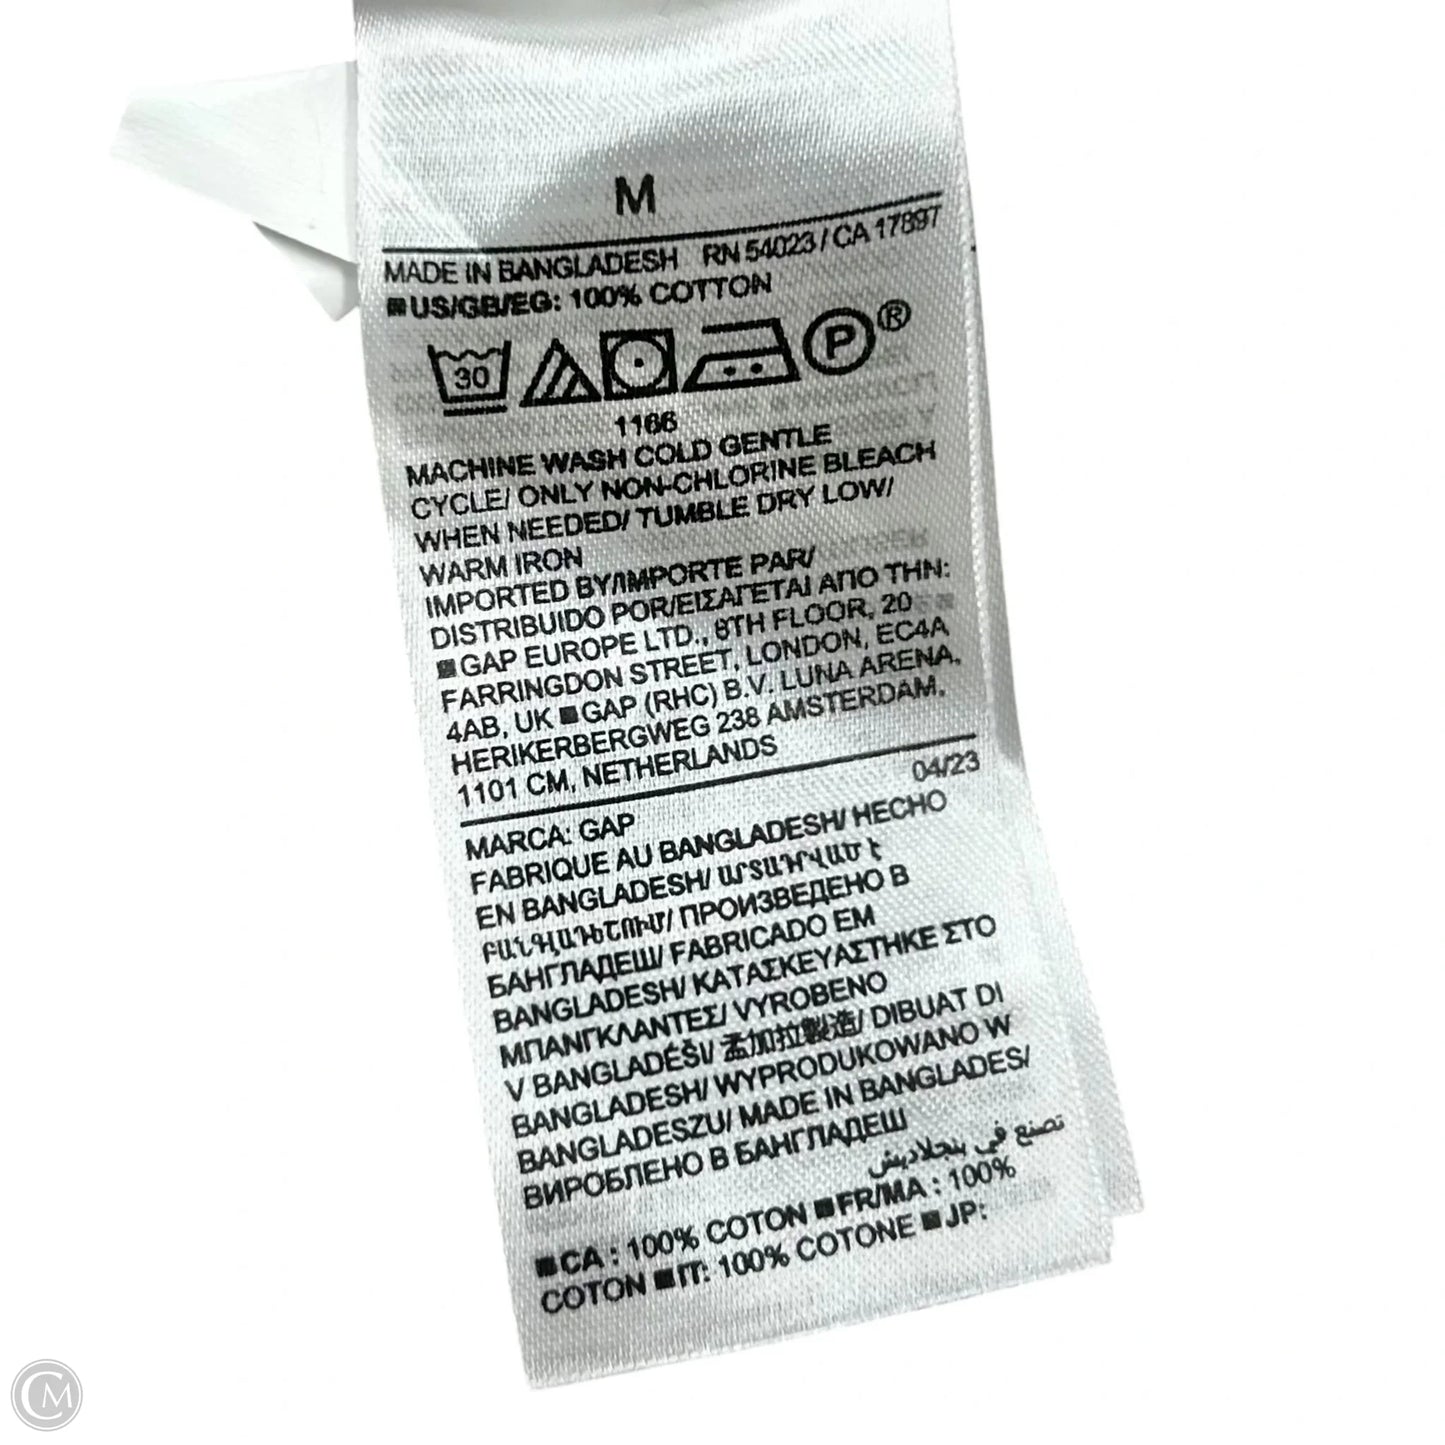 M
MADE IN BANGLADESH RN 54023 / CA 17897
■US/GB/EG: 100% COTTON
30
P®
1166
MACHINE WASH COLD GENTLE
CYCLE/ ONLY NON-CHLORINE BLEACH
WHEN NEEDED/ TUMBLE DRY LOW/
WARM IRON
IMPORTED BY/IMPORTE PAR/
DISTRIBUIDO POR/ΕΙΣΑΓΕΤΑΙ ΑΠΟ ΤΗΝ:
■GAP EUROPE LTD., 8TH FLOOR, 20
FARRINGDON STREET, LONDON, EC4A
4AB, UK ■GAP (RHC) B.V. LUNA ARENA,
HERIKERBERGWEG 238 AMSTERDAM,
1101 CM, NETHERLANDS
04/23
MARCA: GAP
FABRIQUE AU BANGLADESH/ HECHO
EN BANGLADESH/ ԱՐՏԱԴՐՎԱԾ Է
ԲԱՆԳԼԱԴԵՇՈՒՄ/ ПРОИЗВЕДЕНО В
БАНГЛАДЕШ/ FABRICADO EM
BANGLADESH/ ΚΑΤΑΣΚΕΥΑΣΤΗΚΕ ΣΤΟ
ΜΠΑΝΓΚΛΑΝΤΕΣ/ VYROBENO
V BANGLADÉŠI/ 孟加拉製造/ DIBUAT DI
BANGLADESH/ WYPRODUKOWANO W
BANGLADESZU/ MADE IN BANGLADES/
ВИРОБЛЕНО В БАНГЛАДЕШ
تصنع في بنجلاديش
■CA : 100% COTON ■FR/MA : 100%
COTON ■IT: 100% COTONE ■JP:
CM